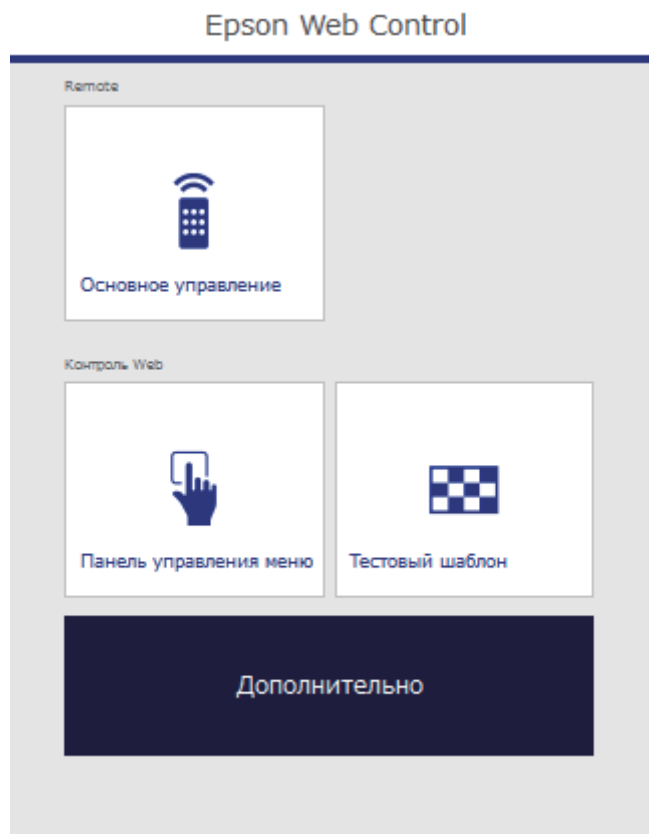 Epson Web Control
Remote
Основное управление
Контроль Web
Панель управления меню
Тестовый шаблон
Дополнительно